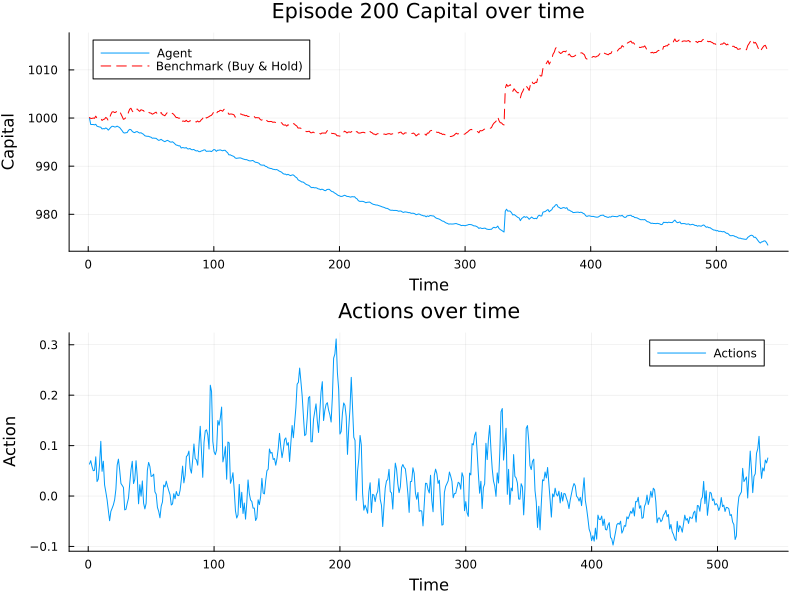 Episode 200 Capital over time
Agent
Benchmark (Buy & Hold)
1010
1000
990
980
Capital
0
100
200
300
400
500
Time
Actions over time
Actions
0.3
0.2
0.1
0.0
−0.1
Action
0
100
200
300
400
500
Time